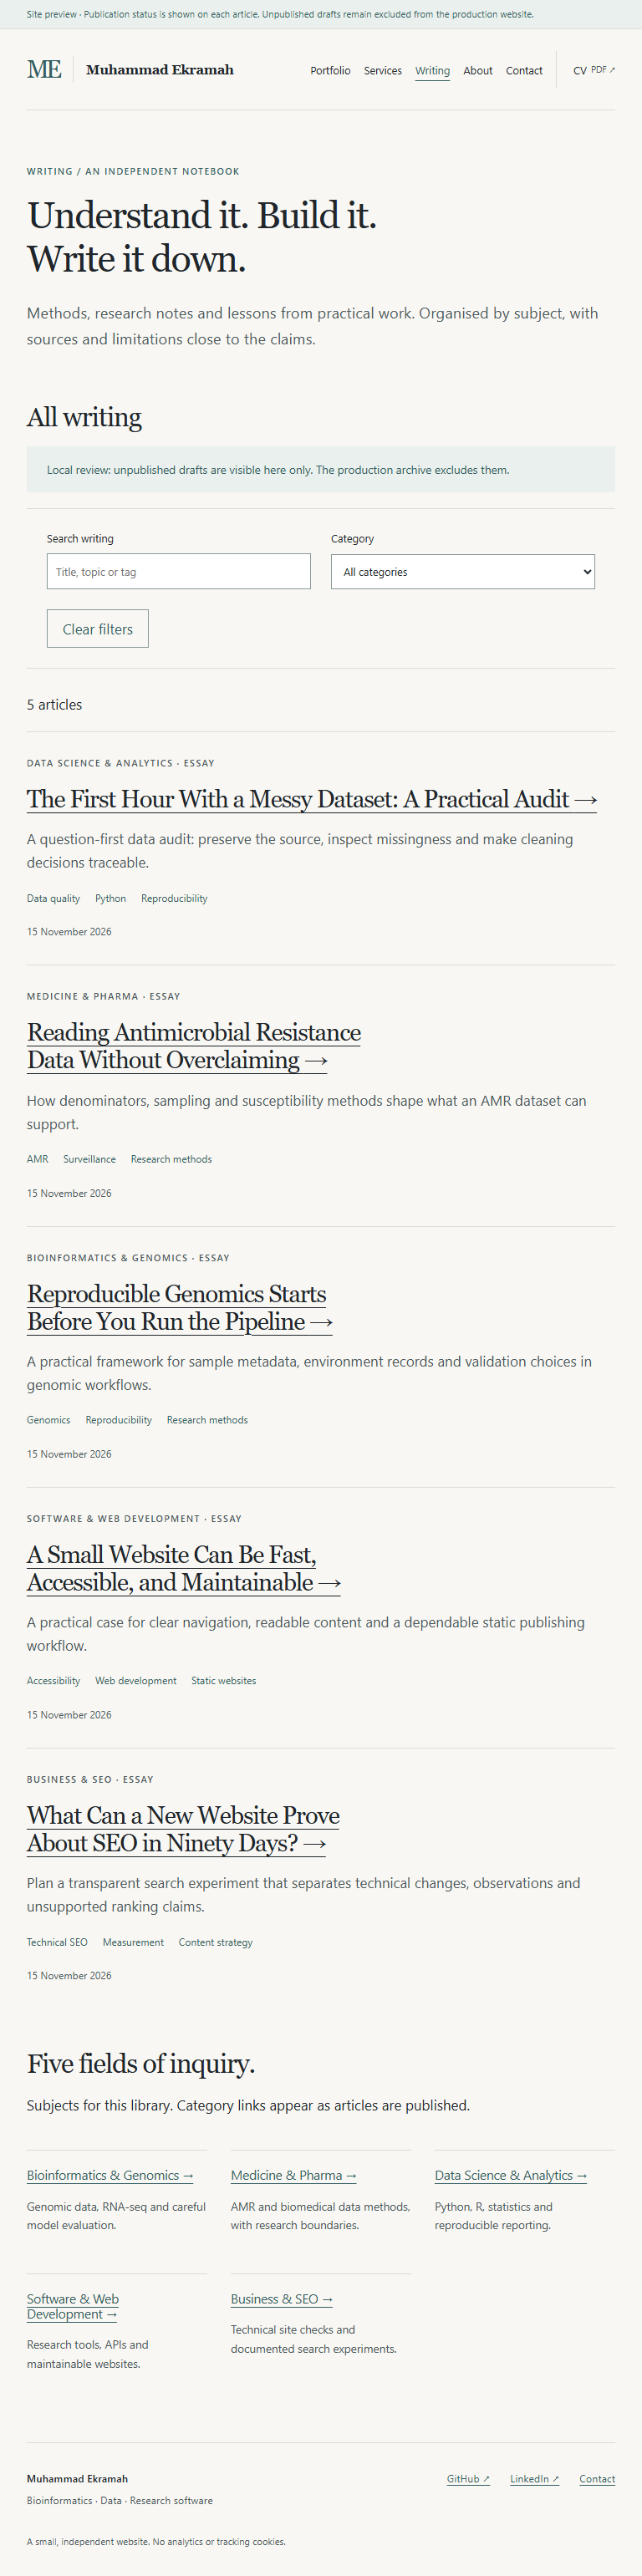 Site preview · Publication status is shown on each article. Unpublished drafts remain excluded from the production website.
ME
Muhammad Ekramah
Portfolio Services Writing About Contact CV PDF ↗
WRITING / AN INDEPENDENT NOTEBOOK
Understand it. Build it.
Write it down.
Methods, research notes and lessons from practical work. Organised by subject, with
sources and limitations close to the claims.
All writing
Local review: unpublished drafts are visible here only. The production archive excludes them.
Search writing
Category
Title, topic or tag
All categories
Clear filters
5 articles
DATA SCIENCE & ANALYTICS · ESSAY
The First Hour With a Messy Dataset: A Practical Audit →
A question-first data audit: preserve the source, inspect missingness and make cleaning
decisions traceable.
Data quality Python Reproducibility
15 November 2026
MEDICINE & PHARMA · ESSAY
Reading Antimicrobial Resistance
Data Without Overclaiming →
How denominators, sampling and susceptibility methods shape what an AMR dataset can
support.
AMR Surveillance Research methods
15 November 2026
BIOINFORMATICS & GENOMICS · ESSAY
Reproducible Genomics Starts
Before You Run the Pipeline →
A practical framework for sample metadata, environment records and validation choices in
genomic workflows.
Genomics Reproducibility Research methods
15 November 2026
SOFTWARE & WEB DEVELOPMENT · ESSAY
A Small Website Can Be Fast,
Accessible, and Maintainable →
A practical case for clear navigation, readable content and a dependable static publishing
workflow.
Accessibility Web development Static websites
15 November 2026
BUSINESS & SEO · ESSAY
What Can a New Website Prove
About SEO in Ninety Days? →
Plan a transparent search experiment that separates technical changes, observations and
unsupported ranking claims.
Technical SEO Measurement Content strategy
15 November 2026
Five fields of inquiry.
Subjects for this library. Category links appear as articles are published.
Bioinformatics & Genomics →
Genomic data, RNA-seq and careful
model evaluation.
Medicine & Pharma →
AMR and biomedical data methods,
with research boundaries.
Data Science & Analytics →
Python, R, statistics and
reproducible reporting.
Software & Web
Development →
Research tools, APIs and
maintainable websites.
Business & SEO →
Technical site checks and
documented search experiments.
Muhammad Ekramah
Bioinformatics · Data · Research software
GitHub ↗ LinkedIn ↗ Contact
A small, independent website. No analytics or tracking cookies.